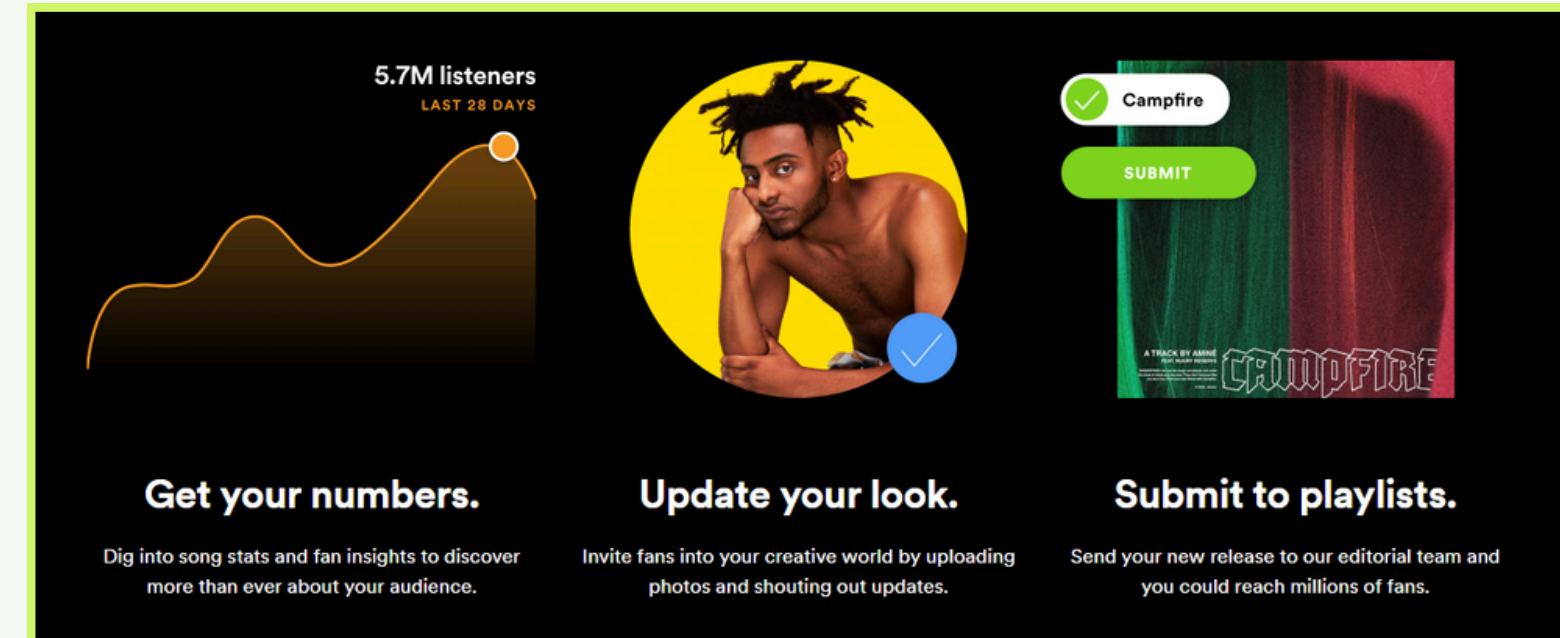 5.7M listeners
LAST 28 DAYS
Campfire
SUBMIT
A TRACK BY AMINÉ
FEAT. INJURY RESERVE
CAMPFIRE
Get your numbers.
Update your look.
Submit to playlists.
Dig into song stats and fan insights to discover
more than ever about your audience.
Invite fans into your creative world by uploading
photos and shouting out updates.
Send your new release to our editorial team and
you could reach millions of fans.